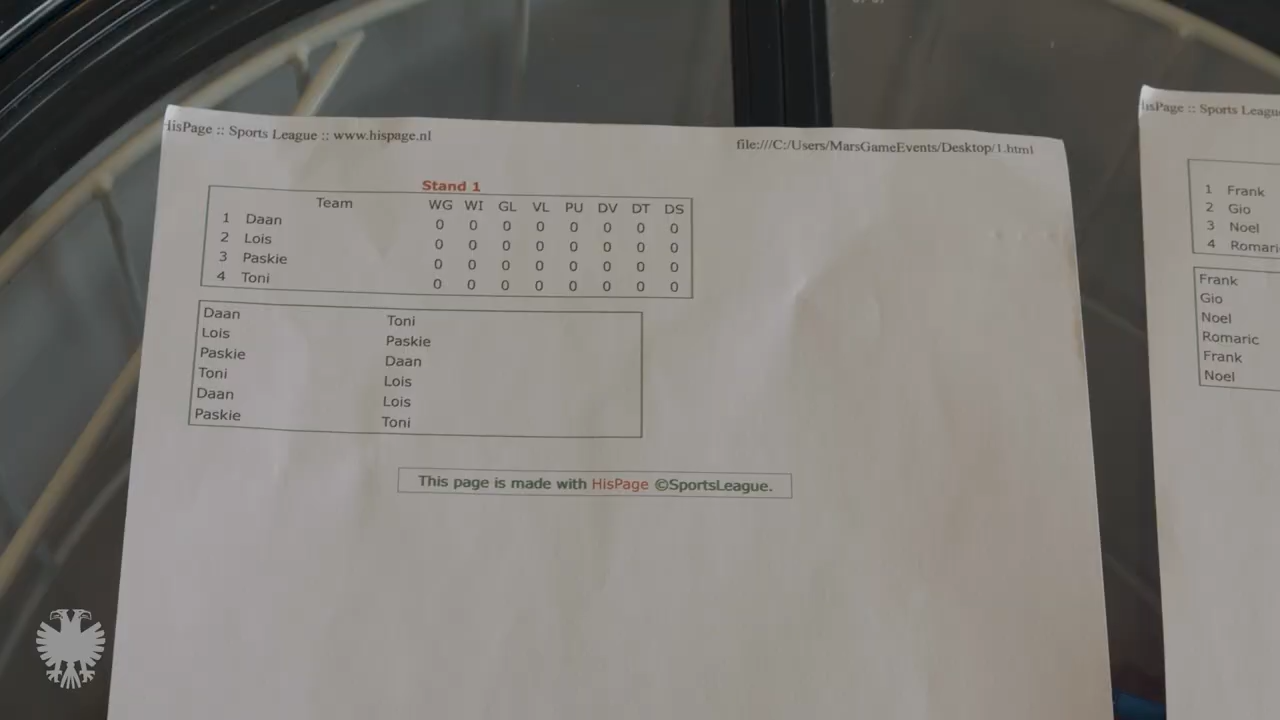 HisPage :: Sports League :: www.hispage.nl
file:///C:/Users/MarsGameEvents/Desktop/1.html
Stand 1
Team WG WI GL VL PU DV DT DS
1 Daan 0 0 0 0 0 0 0 0
2 Lois 0 0 0 0 0 0 0 0
3 Paskie 0 0 0 0 0 0 0 0
4 Toni 0 0 0 0 0 0 0 0
Daan Toni
Lois Paskie
Paskie Daan
Toni Lois
Daan Lois
Paskie Toni
This page is made with HisPage ©SportsLeague.
HisPage :: Sports
1 Frank
2 Gio
3 Noel
4
Frank
Gio
Noel
Romaric
Frank
Noel